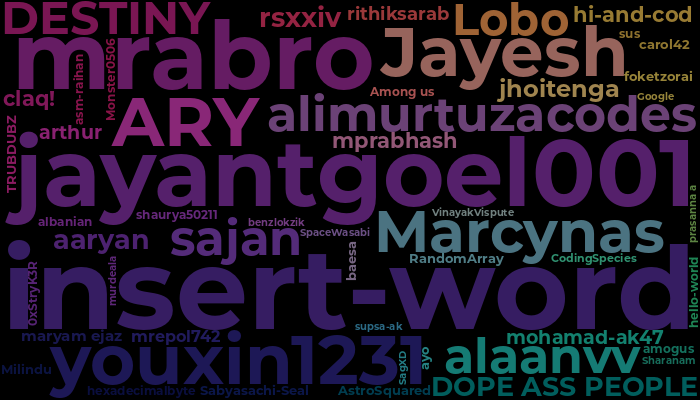 DESTINY
rsxxiv
rithiksarab
Lobo
hi-and-cod
mrabro
Jayesh
sus
carol42
asm-raihan
Monster0506
foketzorai
claq!
Among us
jhoitenga
Google
ARY
alimurtuzacodes
arthur
TRUBDUBZ
mprabhash
jayantgoel001
prasanna a
albanian
shaurya50211
benzlokzik
SpaceWasabi
VinayakVispute
aaryan
sajan
Marcynas
baesa
RandomArray
CodingSpecies
0xStryK3R
murdeala
insert-word
hello-world
supsa-ak
maryam ejaz
mrepol742
mohamad-ak47
youxin1231
SagxD
ayo
alaanvv
amogus
Sharanam
Milindu
hexadecimalbyte
Sabyasachi-Seal
AstroSquared
DOPE ASS PEOPLE